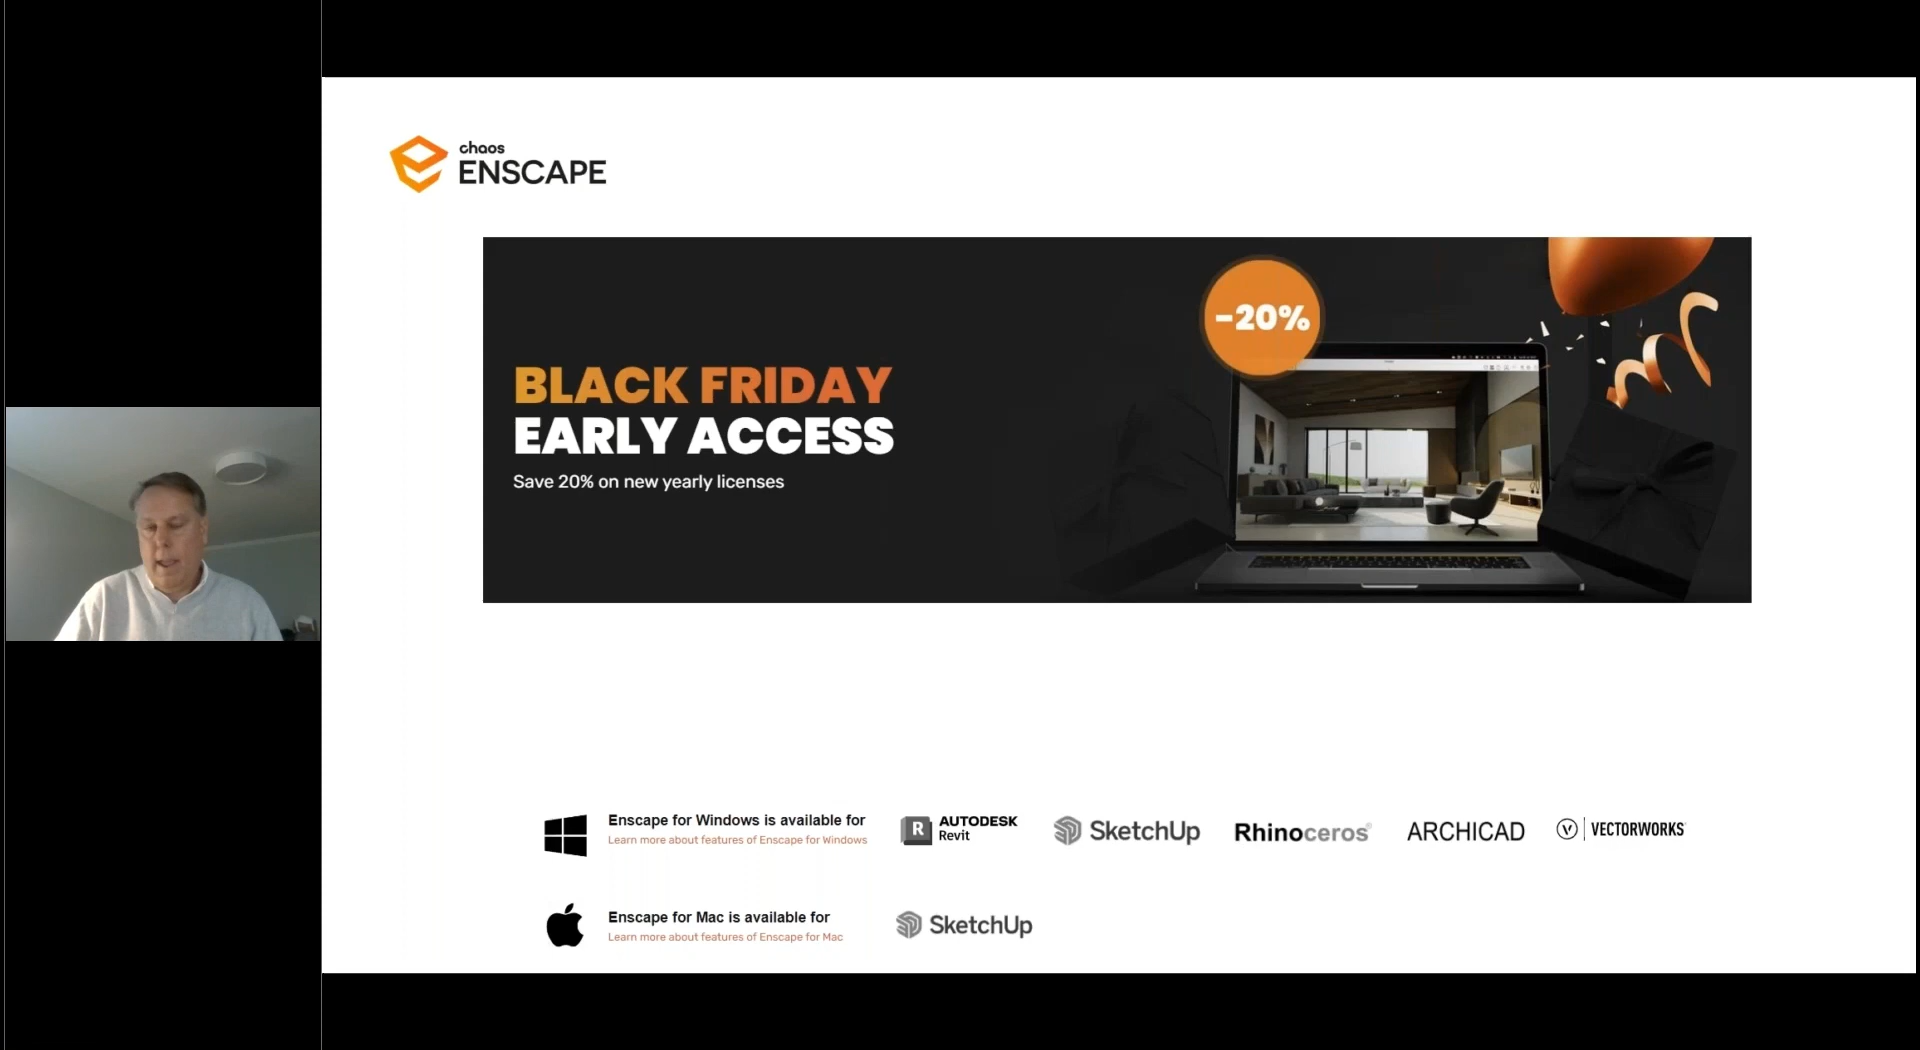 chaos
ENSCAPE
-20%
BLACK FRIDAY
EARLY ACCESS
Save 20% on new yearly licenses
Enscape for Windows is available for
Learn more about features of Enscape for Windows
R AUTODESK
Revit
SketchUp
Rhinoceros®
ARCHICAD
V VECTORWORKS
Enscape for Mac is available for
Learn more about features of Enscape for Mac
SketchUp